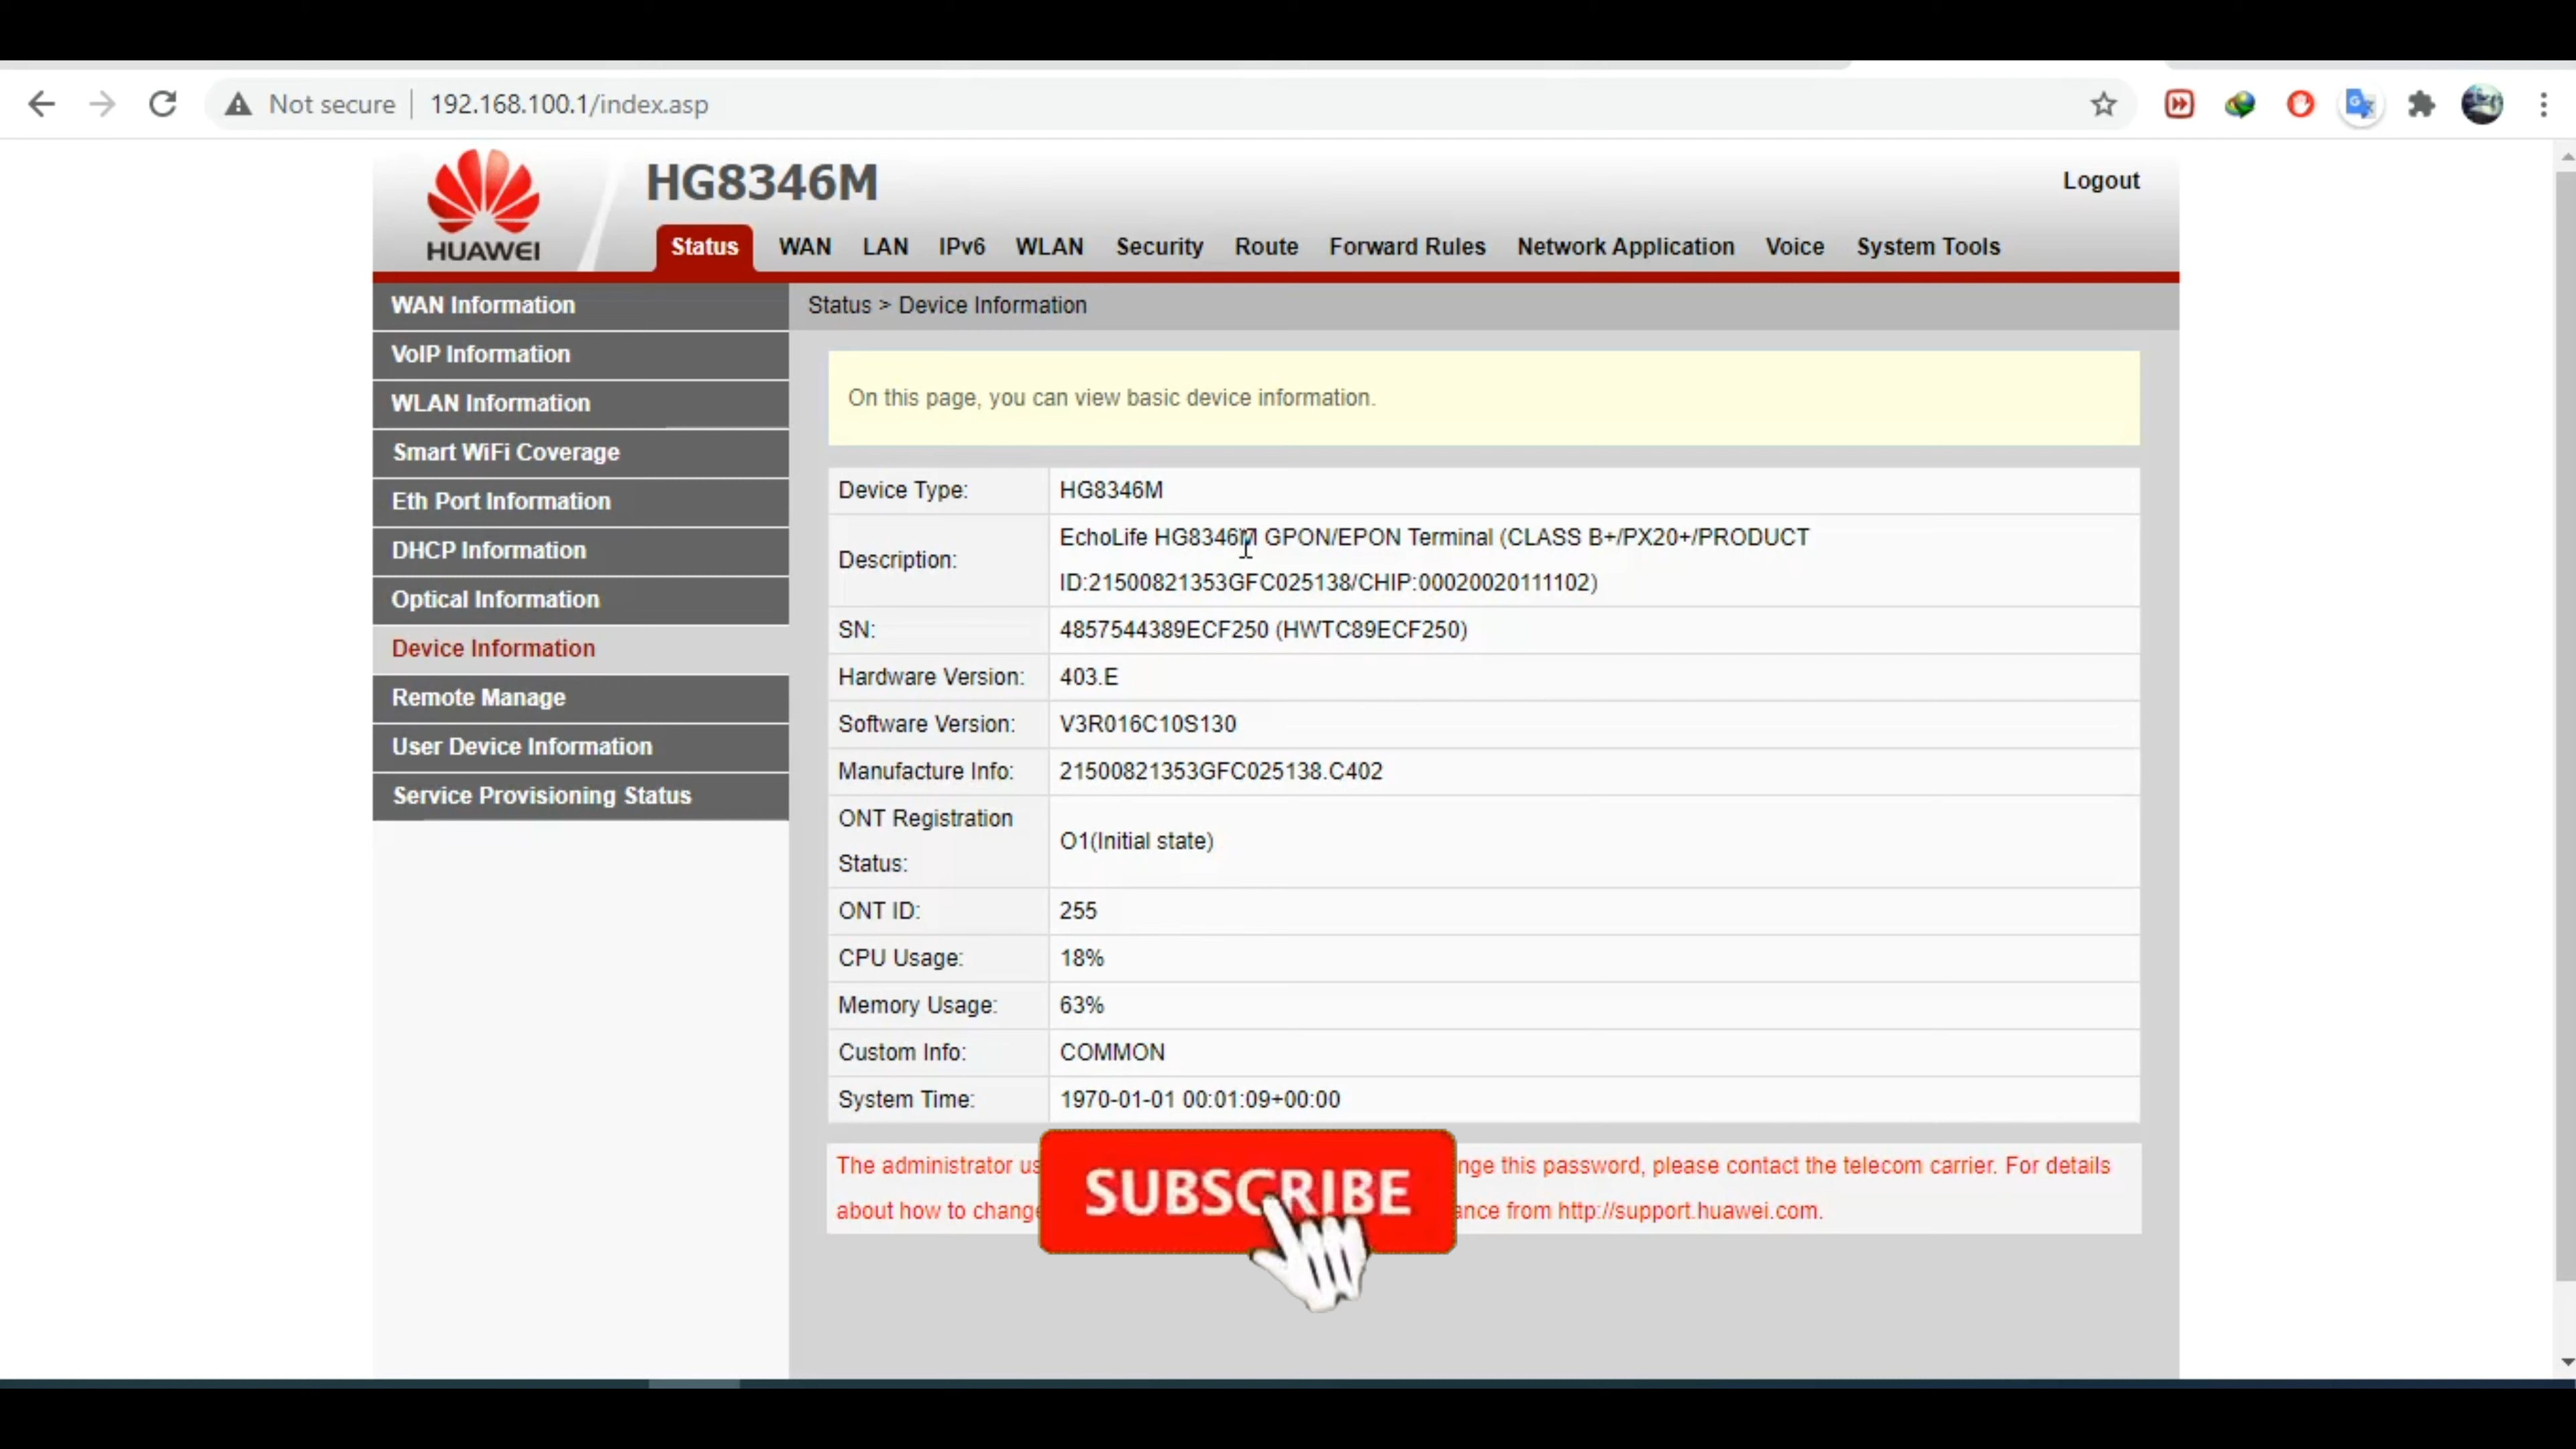 Not secure | 192.168.100.1/index.asp
HUAWEI
HG8346M
Logout
Status WAN LAN IPv6 WLAN Security Route Forward Rules Network Application Voice System Tools
WAN Information
VoIP Information
WLAN Information
Smart WiFi Coverage
Eth Port Information
DHCP Information
Optical Information
Device Information
Remote Manage
User Device Information
Service Provisioning Status
Status > Device Information
On this page, you can view basic device information.
Device Type: HG8346M
Description: EchoLife HG8346M GPON/EPON Terminal (CLASS B+/PX20+/PRODUCT
ID:21500821353GFC025138/CHIP:00020020111102)
SN: 4857544389ECF250 (HWTC89ECF250)
Hardware Version: 403.E
Software Version: V3R016C10S130
Manufacture Info: 21500821353GFC025138.C402
ONT Registration
Status: O1(Initial state)
ONT ID: 255
CPU Usage: 18%
Memory Usage: 63%
Custom Info: COMMON
System Time: 1970-01-01 00:01:09+00:00
The administrator this password, please contact the telecom carrier. For details
about how to from http://support.huawei.com.
SUBSCRIBE